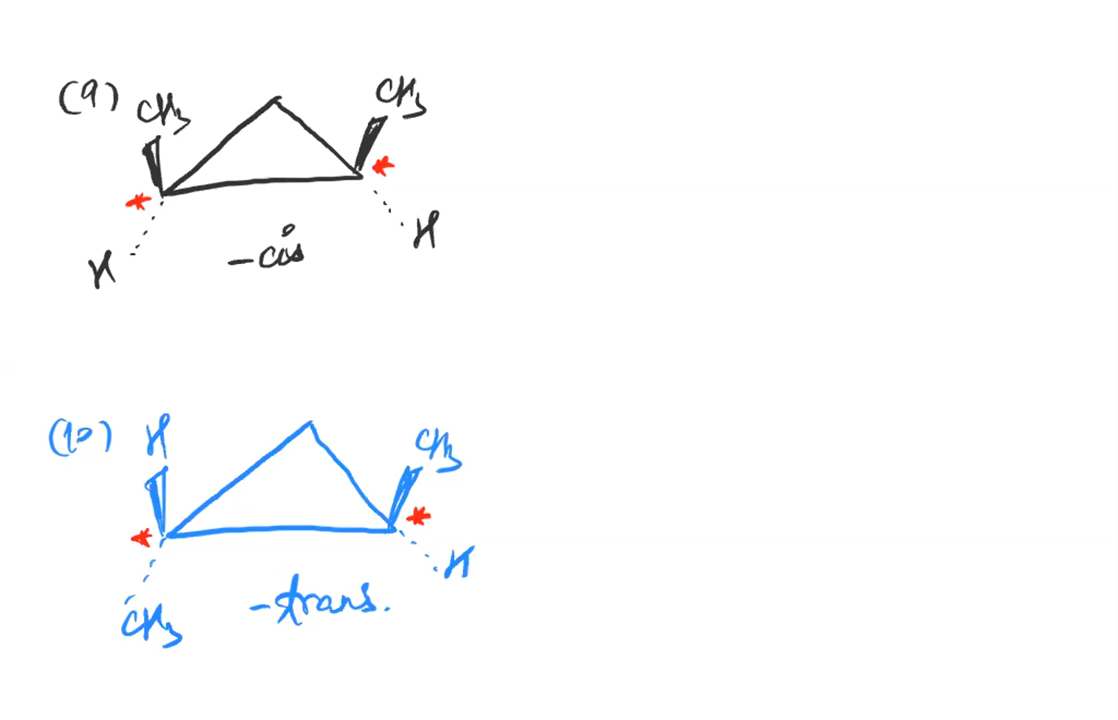 (9) CH3 CH3
H H
-cis
(10) H CH3
CH3 H
-trans.